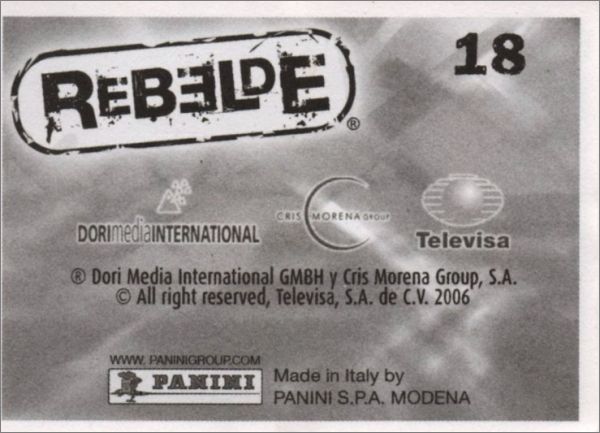 REBELDE ®
18
DORImediaINTERNATIONAL
CRIS MORENA GROUP
Televisa
® Dori Media International GMBH y Cris Morena Group, S.A.
© All right reserved, Televisa, S.A. de C.V. 2006
WWW. PANINIGROUP.COM
PANINI
Made in Italy by
PANINI S.P.A. MODENA